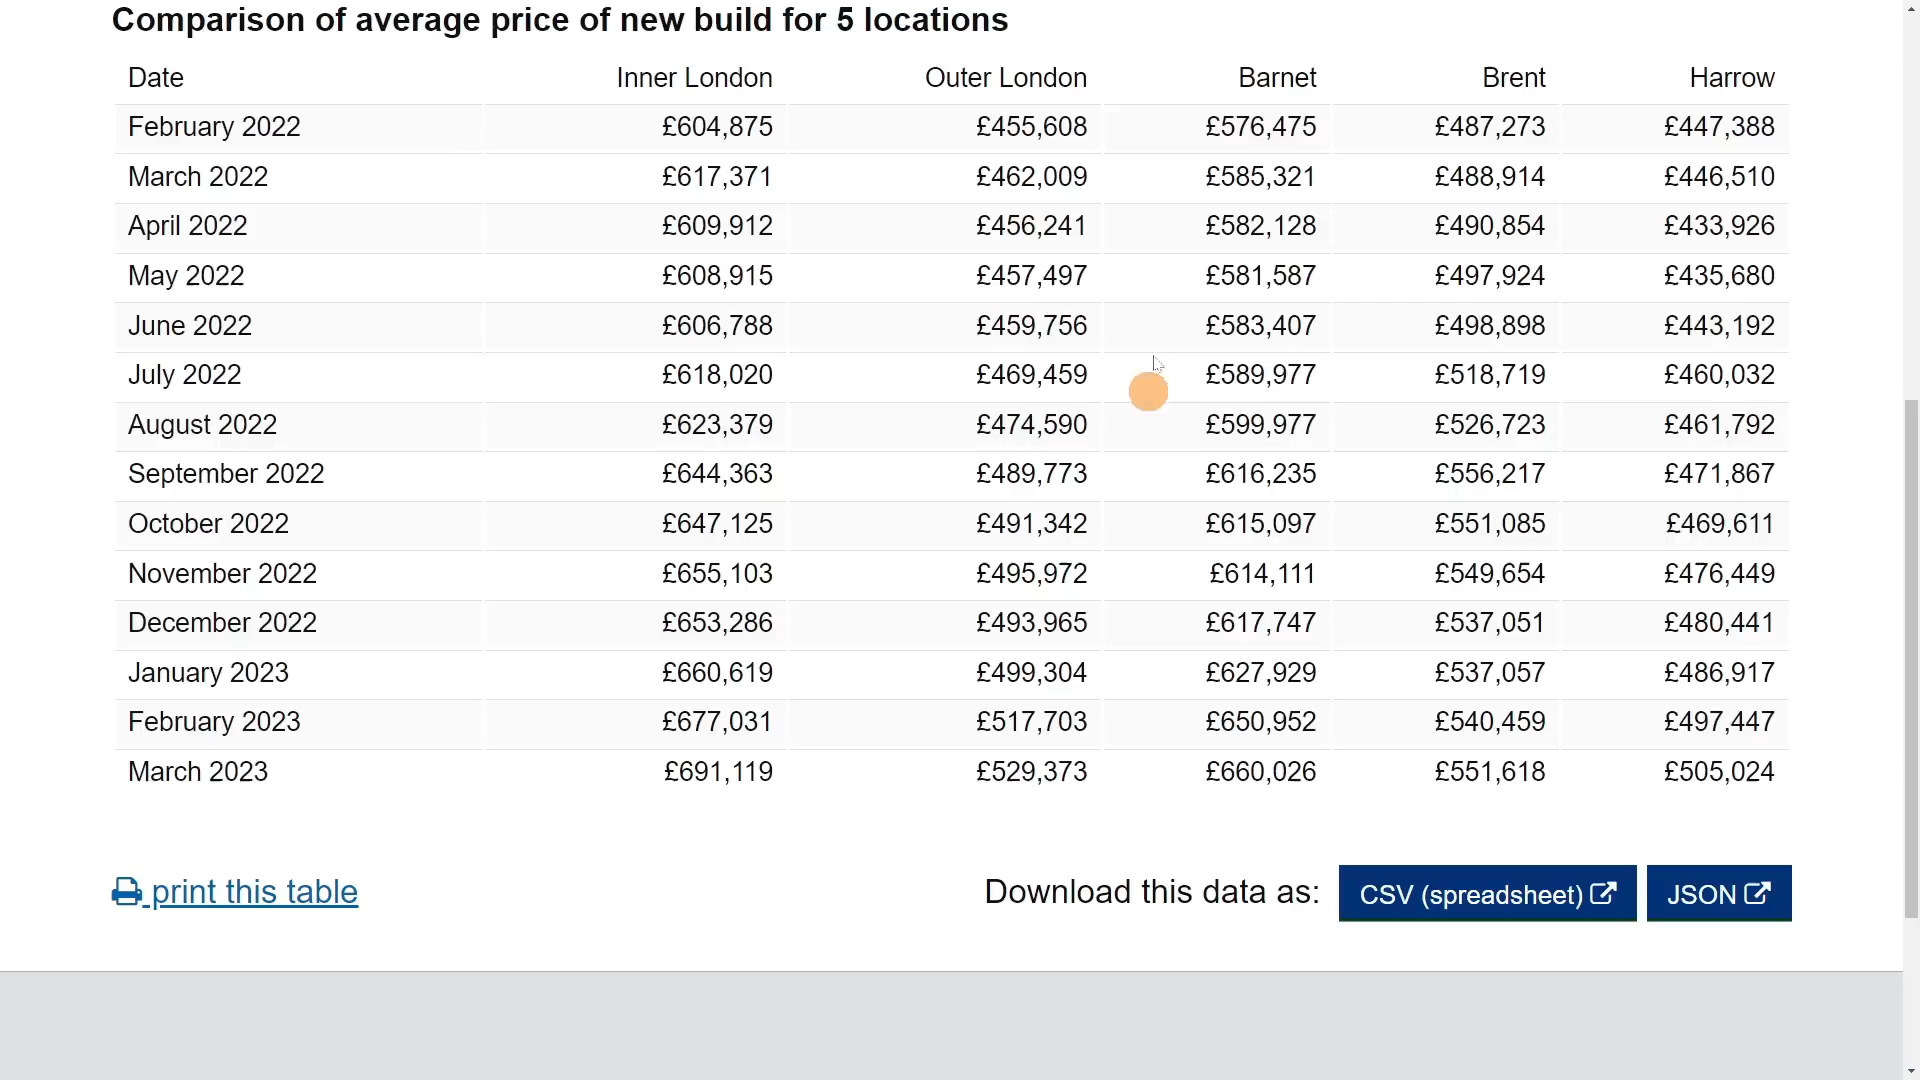 Comparison of average price of new build for 5 locations
Date Inner London Outer London Barnet Brent Harrow
February 2022 £604,875 £455,608 £576,475 £487,273 £447,388
March 2022 £617,371 £462,009 £585,321 £488,914 £446,510
April 2022 £609,912 £456,241 £582,128 £490,854 £433,926
May 2022 £608,915 £457,497 £581,587 £497,924 £435,680
June 2022 £606,788 £459,756 £583,407 £498,898 £443,192
July 2022 £618,020 £469,459 £589,977 £518,719 £460,032
August 2022 £623,379 £474,590 £599,977 £526,723 £461,792
September 2022 £644,363 £489,773 £616,235 £556,217 £471,867
October 2022 £647,125 £491,342 £615,097 £551,085 £469,611
November 2022 £655,103 £495,972 £614,111 £549,654 £476,449
December 2022 £653,286 £493,965 £617,747 £537,051 £480,441
January 2023 £660,619 £499,304 £627,929 £537,057 £486,917
February 2023 £677,031 £517,703 £650,952 £540,459 £497,447
March 2023 £691,119 £529,373 £660,026 £551,618 £505,024
print this table Download this data as: CSV (spreadsheet) JSON